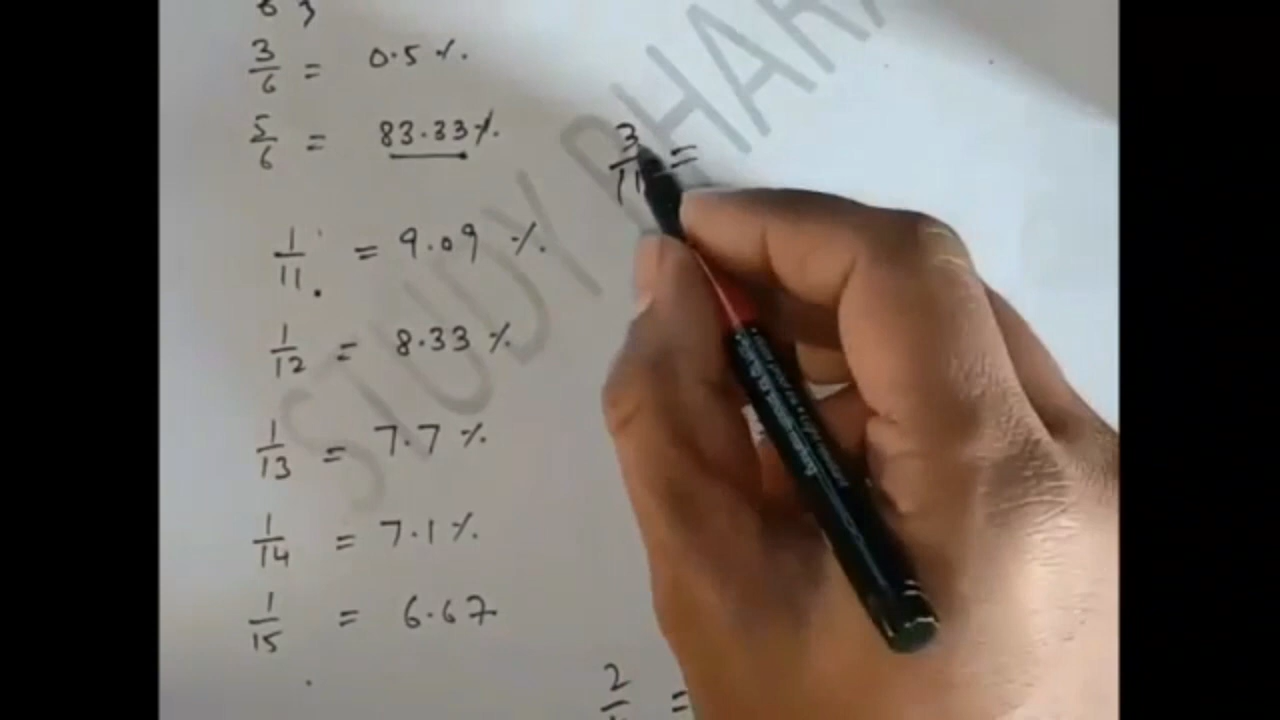 3/6 = 0.5 %.
5/6 = 83.33%.
3/11 =
1/11. = 9.09 %.
1/12 = 8.33 %
1/13 = 7.7 %.
1/14 = 7.1 %.
1/15 = 6.67
2 =
STUDY